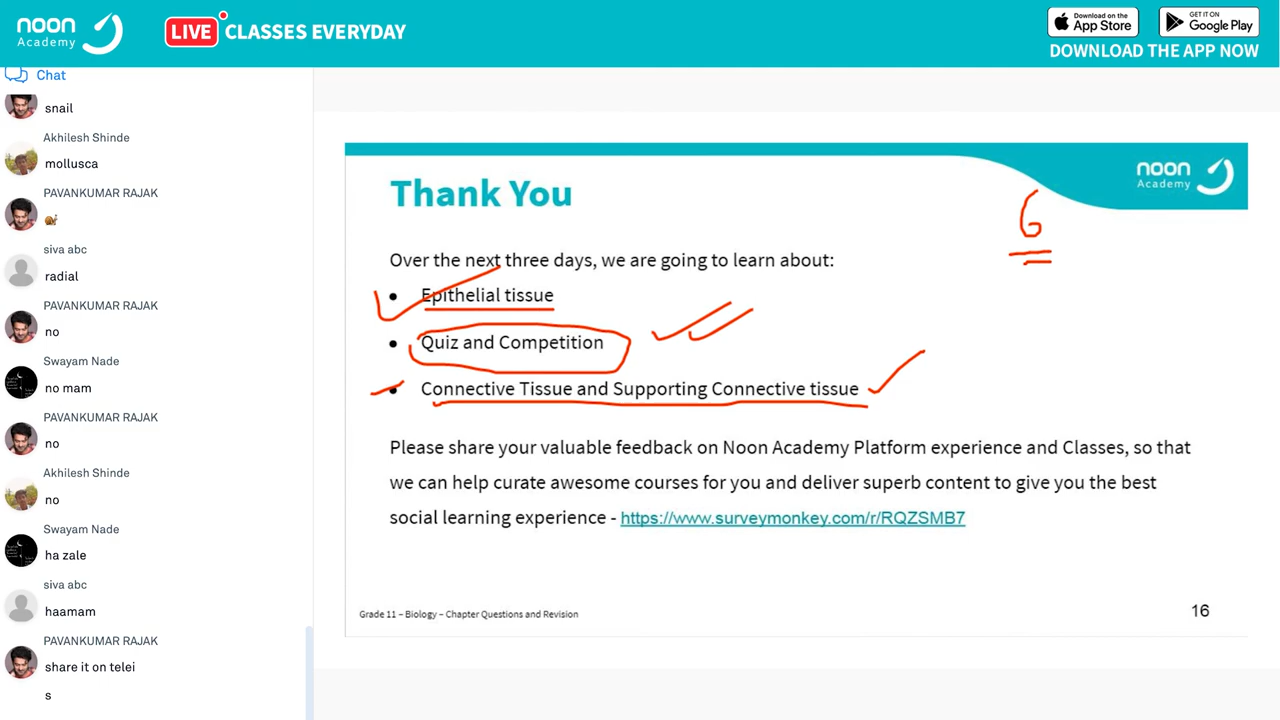 noon
Academy
LIVE CLASSES EVERYDAY
Download on the
App Store
GET IT ON
Google Play
DOWNLOAD THE APP NOW
Chat
snail
Akhilesh Shinde
mollusca
PAVANKUMAR RAJAK
🐌
siva abc
radial
PAVANKUMAR RAJAK
no
Swayam Nade
no mam
PAVANKUMAR RAJAK
no
Akhilesh Shinde
no
Swayam Nade
ha zale
siva abc
haamam
PAVANKUMAR RAJAK
share it on telei
s
noon
Academy
Thank You
6
Over the next three days, we are going to learn about:
• Epithelial tissue
• Quiz and Competition
• Connective Tissue and Supporting Connective tissue
Please share your valuable feedback on Noon Academy Platform experience and Classes, so that
we can help curate awesome courses for you and deliver superb content to give you the best
social learning experience - https://www.surveymonkey.com/r/RQZSMB7
Grade 11 – Biology – Chapter Questions and Revision
16